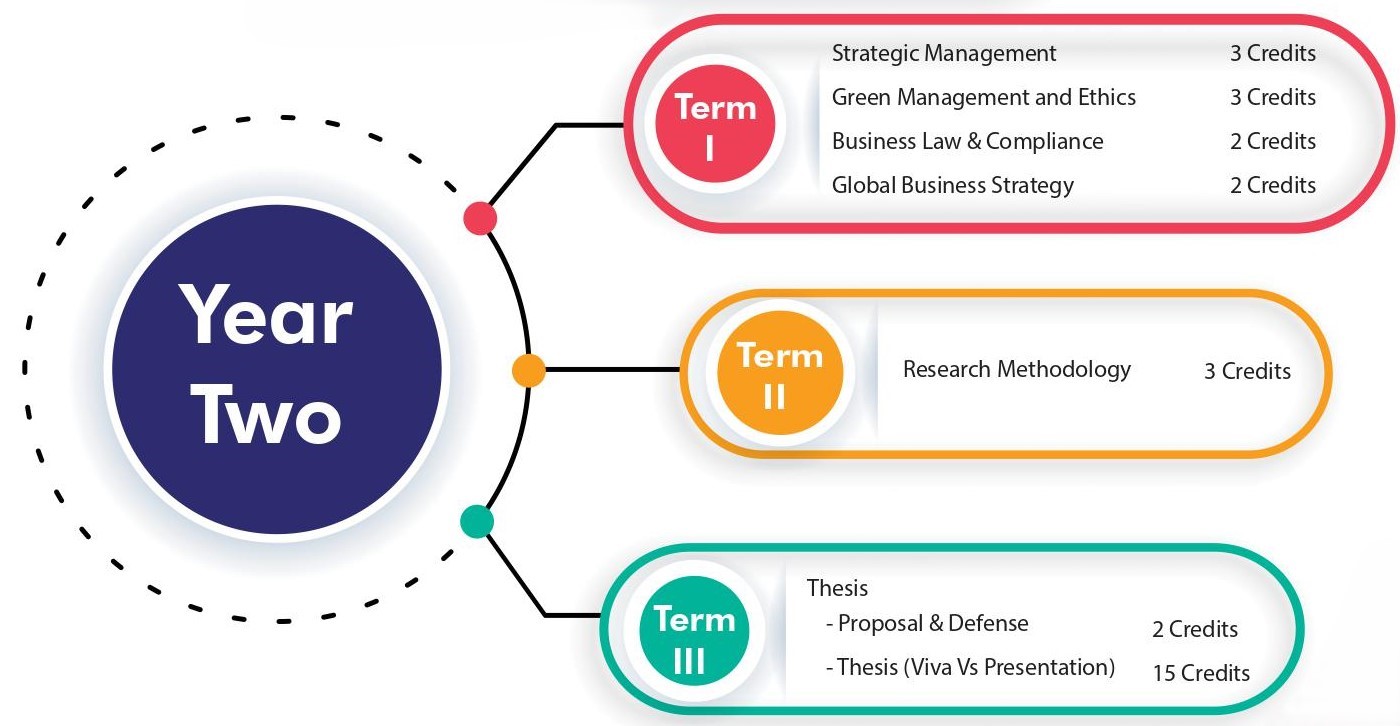 Year
Two
Term
I
Strategic Management 3 Credits
Green Management and Ethics 3 Credits
Business Law & Compliance 2 Credits
Global Business Strategy 2 Credits
Term
II
Research Methodology 3 Credits
Term
III
Thesis
- Proposal & Defense 2 Credits
- Thesis (Viva Vs Presentation) 15 Credits